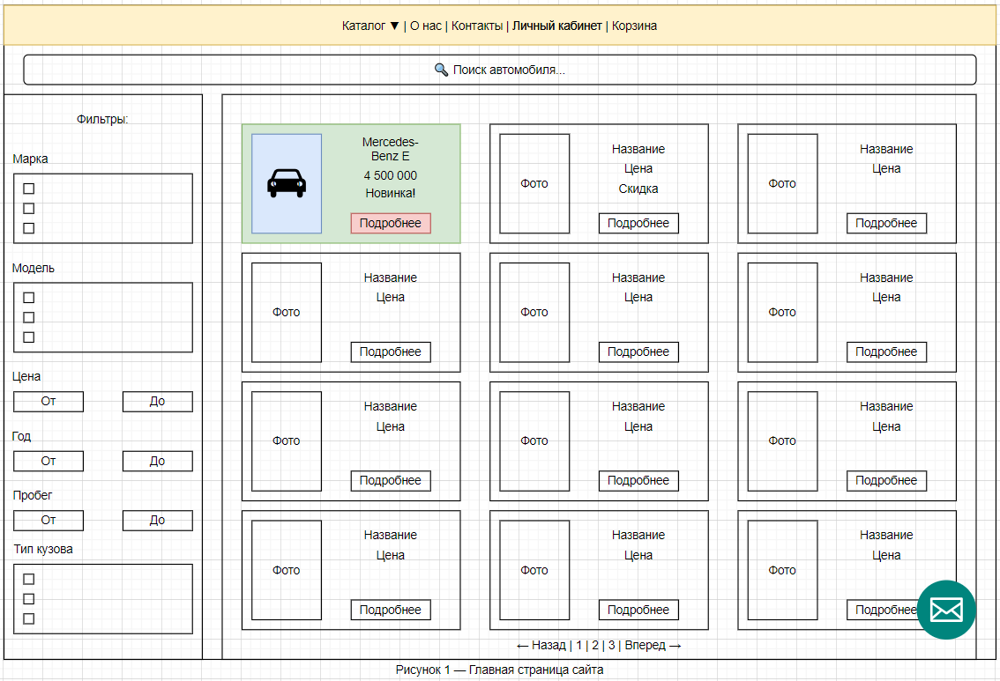 Каталог ▼ | О нас | Контакты | Личный кабинет | Корзина
🔍 Поиск автомобиля...
Фильтры:
Марка
Модель
Цена
От До
Год
От До
Пробег
От До
Тип кузова
Mercedes-
Benz E
4 500 000
Новинка!
Подробнее
Фото
Название
Цена
Скидка
Подробнее
Фото
Название
Цена
Подробнее
Фото
Название
Цена
Подробнее
Фото
Название
Цена
Подробнее
Фото
Название
Цена
Подробнее
Фото
Название
Цена
Подробнее
Фото
Название
Цена
Подробнее
Фото
Название
Цена
Подробнее
Фото
Название
Цена
Подробнее
Фото
Название
Цена
Подробнее
Фото
Название
Цена
Подробнее
← Назад | 1 | 2 | 3 | Вперед →
Рисунок 1 — Главная страница сайта